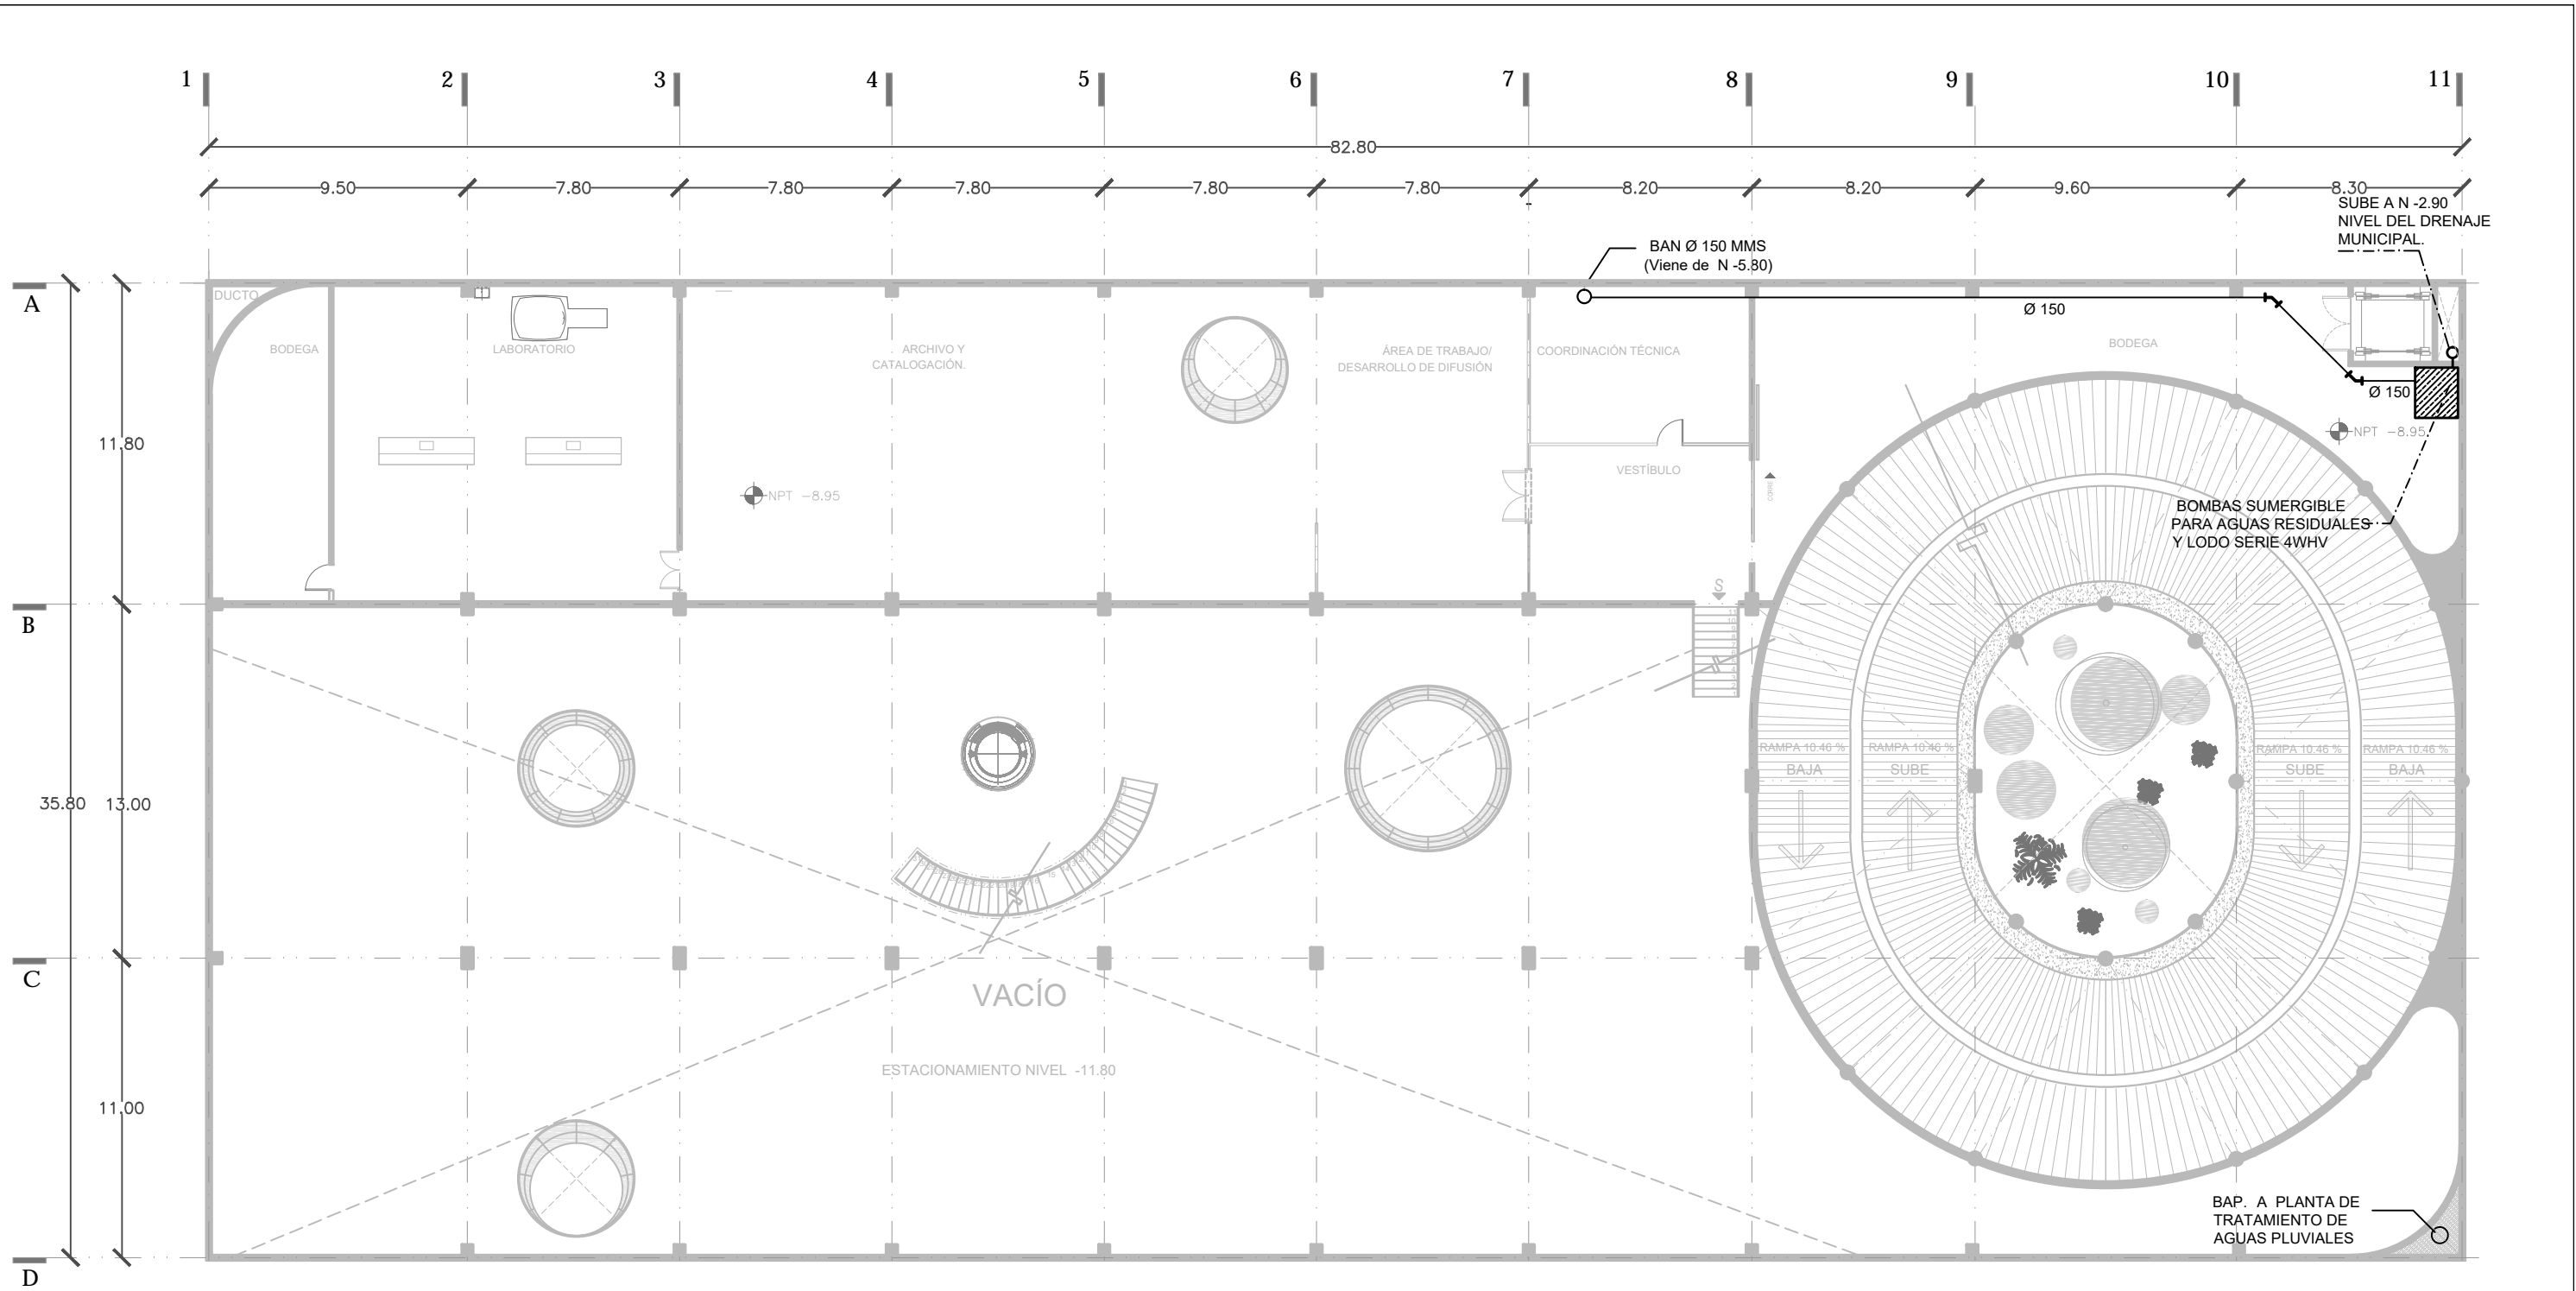 1 2 3 4 5 6 7 8 9 10 11
82.80
9.50 7.80 7.80 7.80 7.80 7.80 8.20 8.20 9.60 8.30
SUBE A N -2.90
NIVEL DEL DRENAJE
MUNICIPAL.
BAN Ø 150 MMS
(Viene de N -5.80)
A
DUCTO
Ø 150
BODEGA
LABORATORIO
ARCHIVO Y
CATALOGACIÓN.
ÁREA DE TRABAJO/
DESARROLLO DE DIFUSIÓN
COORDINACIÓN TÉCNICA
BODEGA
Ø 150
11.80
NPT -8.95
VESTÍBULO
NPT -8.95
BOMBAS SUMERGIBLE
PARA AGUAS RESIDUALES
Y LODO SERIE 4WHV
S
B
RAMPA 10.46 %
BAJA
RAMPA 10.46 %
SUBE
RAMPA 10.46 %
SUBE
RAMPA 10.46 %
BAJA
35.80
13.00
C
VACÍO
ESTACIONAMIENTO NIVEL -11.80
11.00
BAP. A PLANTA DE
TRATAMIENTO DE
AGUAS PLUVIALES
D